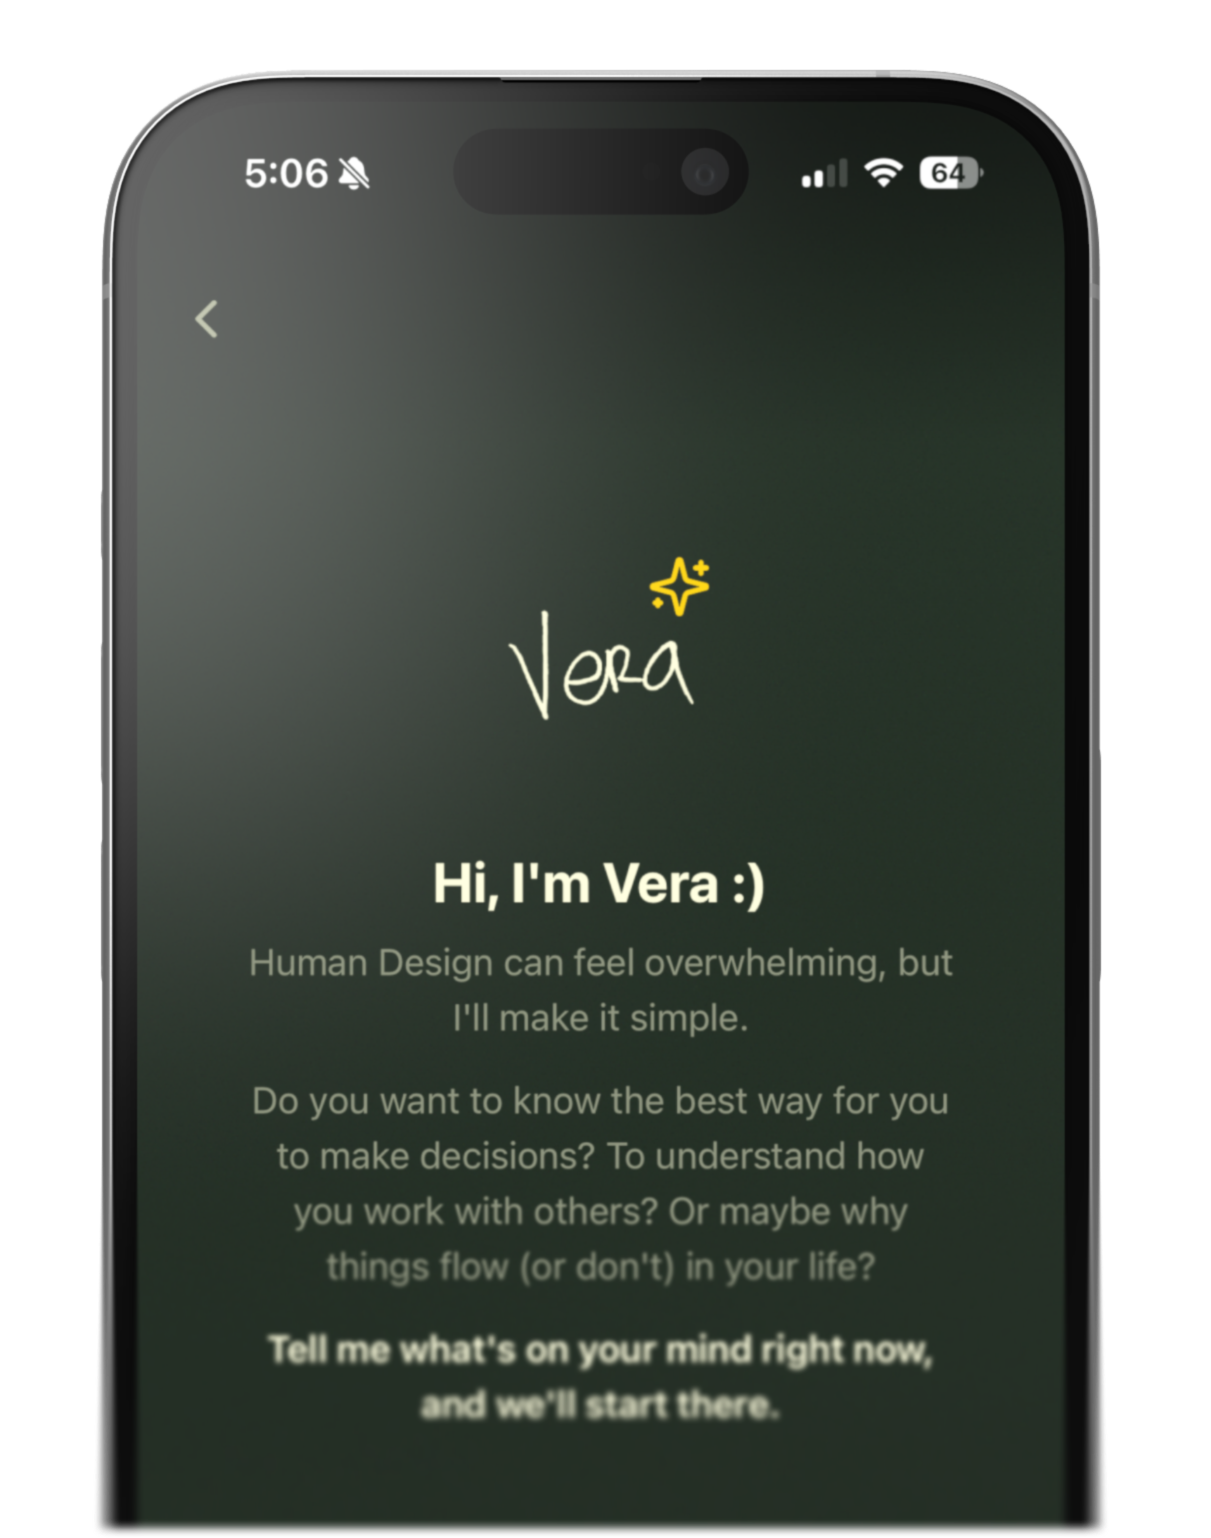 5:06
64
Vera
Hi, I'm Vera :)
Human Design can feel overwhelming, but
I'll make it simple.
Do you want to know the best way for you
to make decisions? To understand how
you work with others? Or maybe why
things flow (or don't) in your life?
Tell me what's on your mind right now,
and we'll start there.